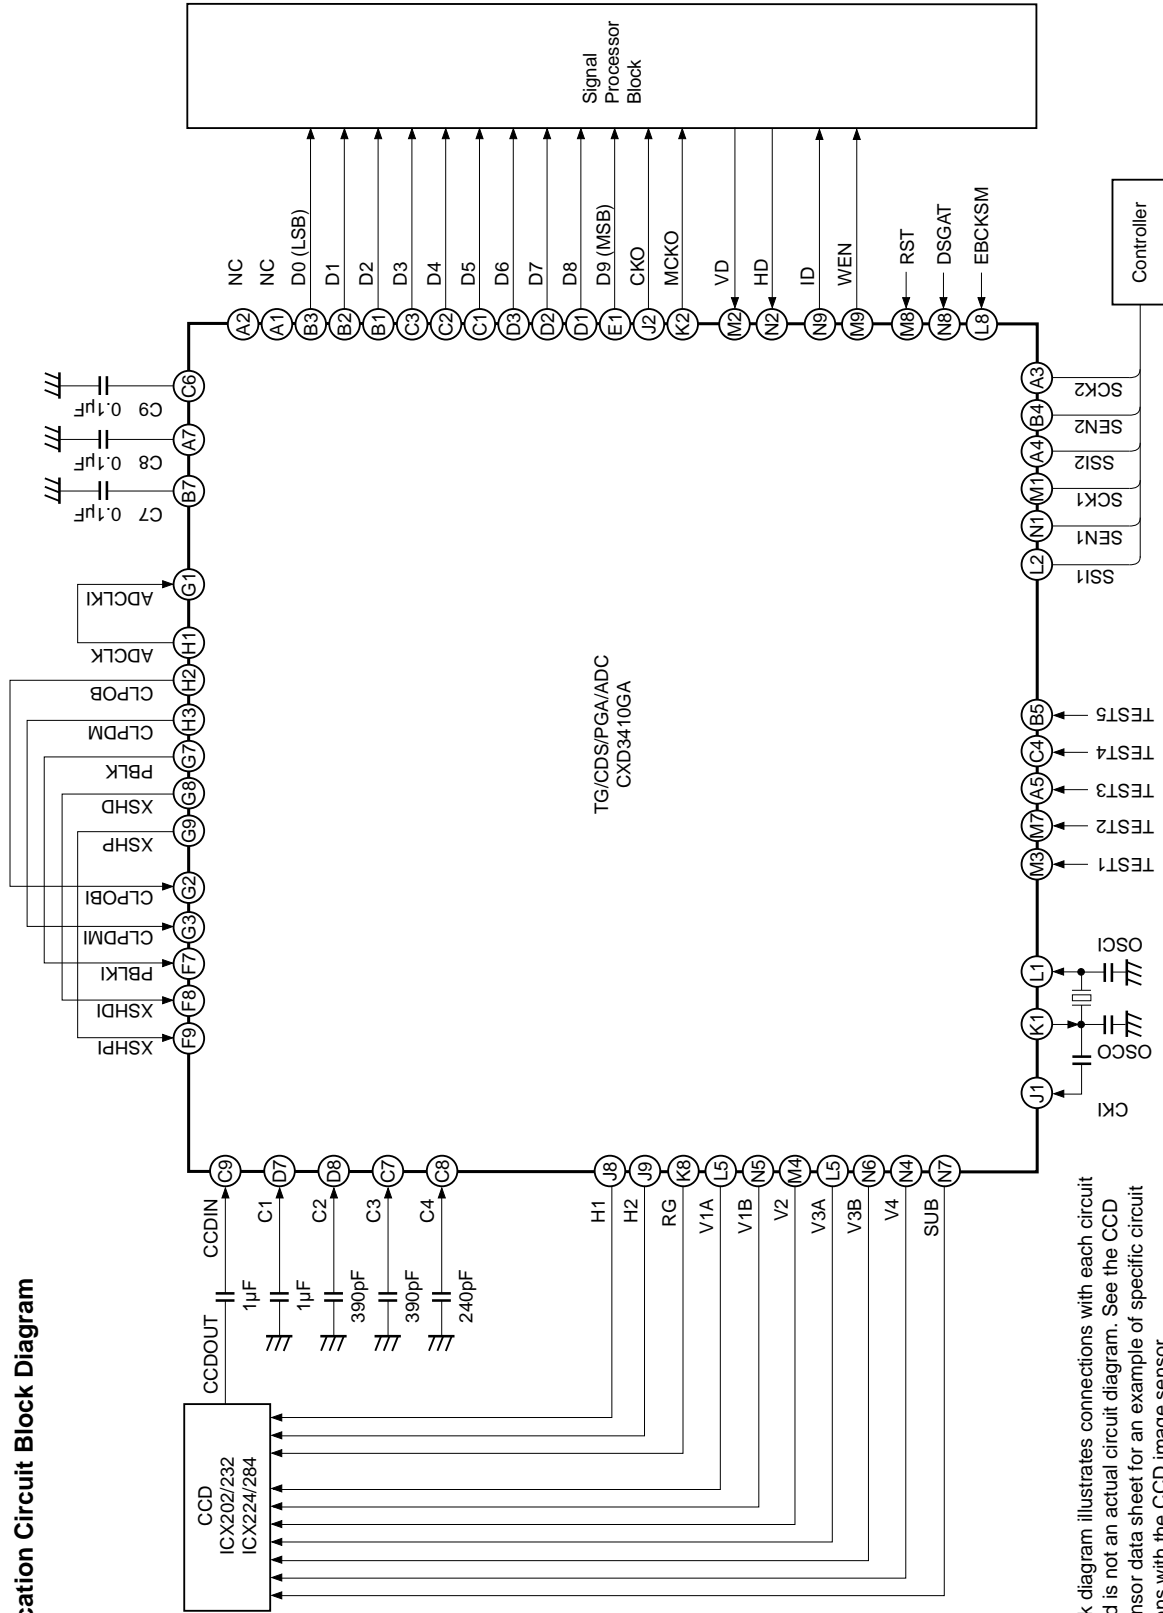 cation Circuit Block Diagram
CCD
ICX202/232
ICX224/284
CCDOUT
CCDIN
1µF
C9
C1
1µF
D7
C2
390pF
D8
C3
390pF
C7
C4
240pF
C8
H1
J8
H2
J9
RG
K8
V1A
L5
V1B
N5
V2
M4
V3A
L5
V3B
N6
V4
N4
SUB
N7
XSHPI
F9
XSHDI
F8
PBLKI
F7
CLPDMI
G3
CLPOBI
G2
XSHP
G9
XSHD
G8
PBLK
G7
CLPDM
H3
CLPOB
H2
ADCLK
H1
ADCLKI
G1
C7
0.1µF
B7
C8
0.1µF
A7
C9
0.1µF
C6
TG/CDS/PGA/ADC
CXD3410GA
CKI
J1
OSCO
K1
OSCI
L1
M3
TEST1
M7
TEST2
A5
TEST3
C4
TEST4
B5
TEST5
L2
SSI1
N1
SEN1
M1
SCK1
A4
SSI2
B4
SEN2
A3
SCK2
Controller
A2
NC
A1
NC
B3
D0 (LSB)
B2
D1
B1
D2
C3
D3
C2
D4
C1
D5
D3
D6
D2
D7
D1
D8
E1
D9 (MSB)
J2
CKO
K2
MCKO
M2
VD
N2
HD
N9
ID
M9
WEN
M8
RST
N8
DSGAT
L8
EBCKSM
Signal
Processor
Block
k diagram illustrates connections with each circuit
d is not an actual circuit diagram. See the CCD
nsor data sheet for an example of specific circuit
ns with the CCD image sensor.